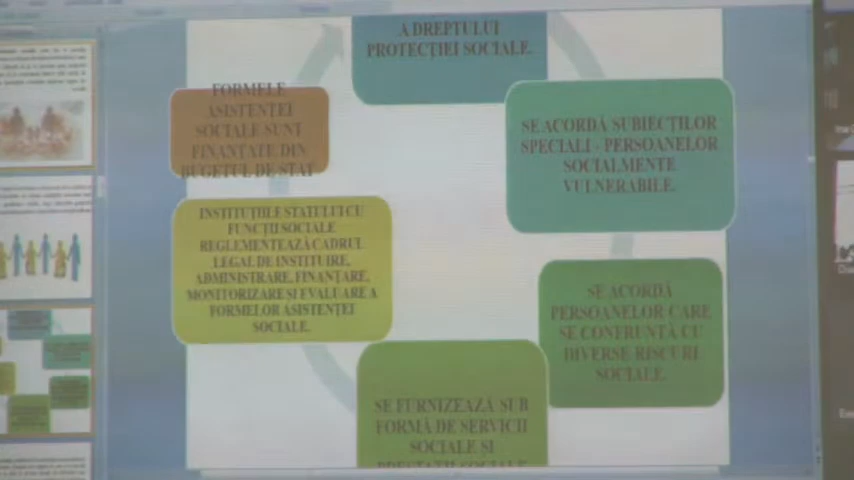 A DREPTULUI
PROTECȚIEI SOCIALE.
SE ACORDĂ SUBIECȚILOR
SPECIALI - PERSOANELOR
SOCIALMENTE
VULNERABILE.
SE ACORDĂ
PERSOANELOR CARE
SE CONFRUNTĂ CU
DIVERSE RISCURI
SOCIALE.
SE FURNIZEAZĂ SUB
FORMĂ DE SERVICII
SOCIALE ȘI
PRESTAȚII SOCIALE
INSTITUȚIILE STATULUI CU
FUNCȚII SOCIALE
REGLEMENTEAZĂ CADRUL
LEGAL DE INSTITUIRE,
ADMINISTRARE, FINANȚARE,
MONITORIZARE ȘI EVALUARE A
FORMELOR ASISTENȚEI
SOCIALE.
FORMELE
ASISTENȚEI
SOCIALE SUNT
FINANȚATE DIN
BUGETUL DE STAT